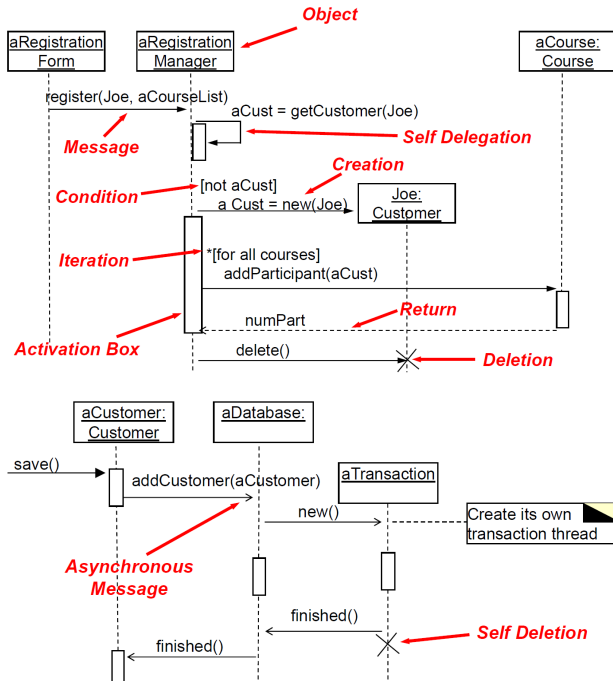 Object
aRegistration
Form
aRegistration
Manager
aCourse:
Course
register(Joe, aCourseList)
aCust = getCustomer(Joe)
Message
Self Delegation
Creation
Condition
[not aCust]
a Cust = new(Joe)
Joe:
Customer
Iteration
*[for all courses]
addParticipant(aCust)
Return
numPart
Activation Box
delete()
Deletion
aCustomer:
Customer
aDatabase:
save()
addCustomer(aCustomer)
aTransaction
new()
Create its own
transaction thread
Asynchronous
Message
finished()
Self Deletion
finished()